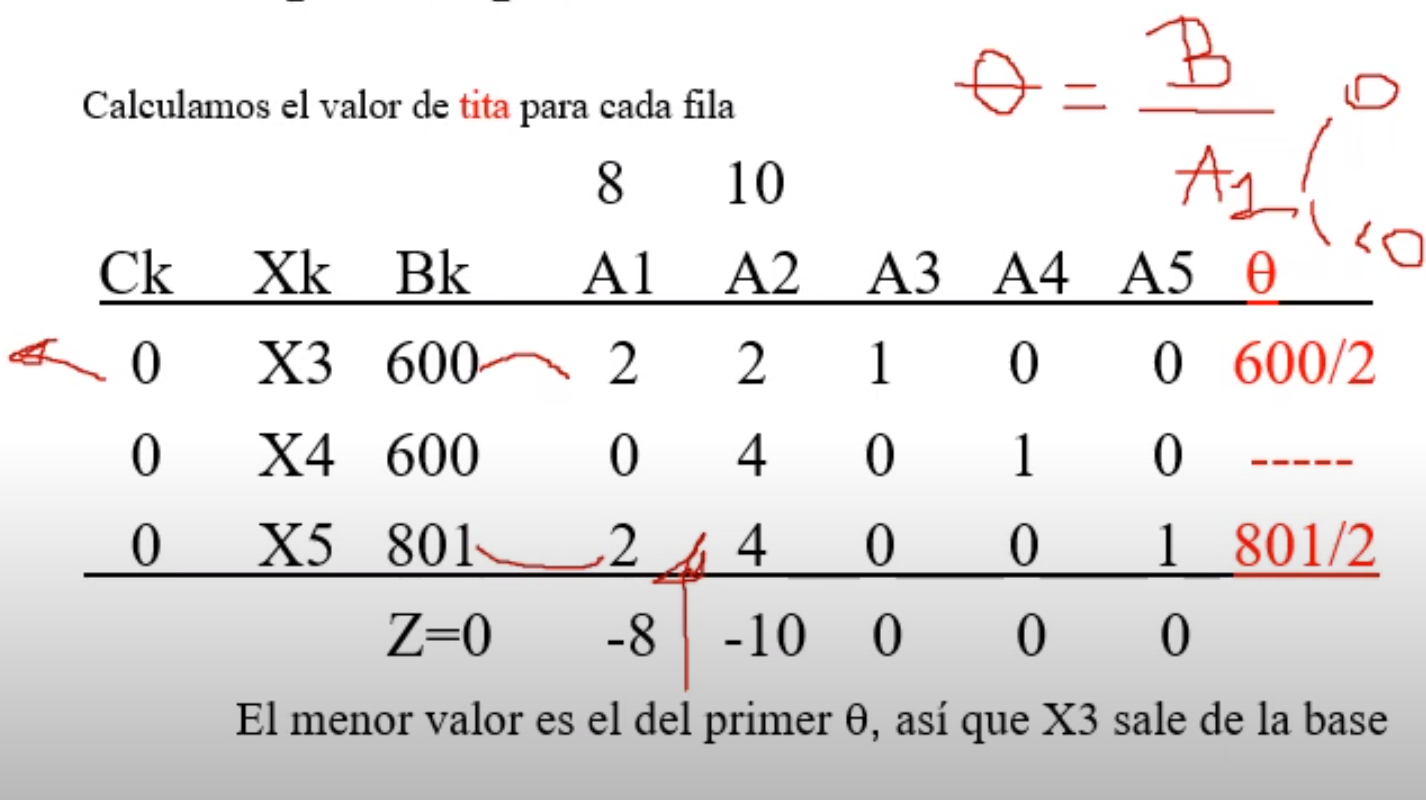 Calculamos el valor de tita para cada fila
θ = B / A1 0 <0
8 10
Ck Xk Bk A1 A2 A3 A4 A5 θ
0 X3 600 2 2 1 0 0 600/2
0 X4 600 0 4 0 1 0 -----
0 X5 801 2 4 0 0 1 801/2
Z=0 -8 -10 0 0 0
El menor valor es el del primer θ, así que X3 sale de la base